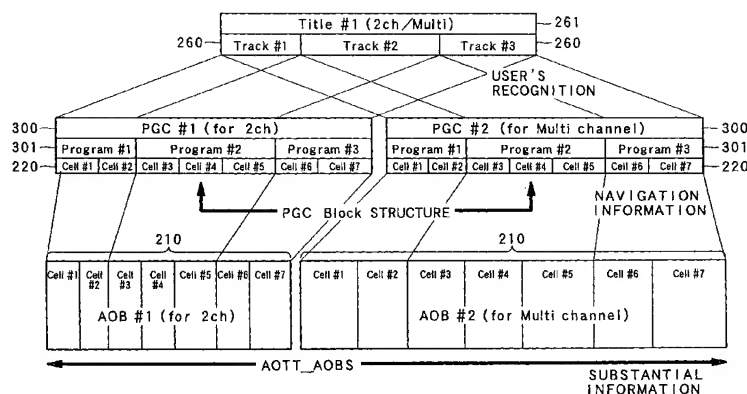 Title #1 (2ch/Multi)
261
260
Track #1
Track #2
Track #3
260
USER'S
RECOGNITION
300
PGC #1 (for 2ch)
PGC #2 (for Multi channel)
300
301
Program #1
Program #2
Program #3
Program #1
Program #2
Program #3
301
220
Cell #1
Cell #2
Cell #3
Cell #4
Cell #5
Cell #6
Cell #7
Cell #1
Cell #2
Cell #3
Cell #4
Cell #5
Cell #6
Cell #7
220
PGC Block STRUCTURE
NAVIGATION
INFORMATION
210
210
Cell #1
Cell
#2
Cell
#3
Cell
#4
Cell #5
Cell #6
Cell #7
Cell #1
Cell #2
Cell #3
Cell #4
Cell #5
Cell #6
Cell #7
AOB #1 (for 2ch)
AOB #2 (for Multi channel)
AOTT_AOBS
SUBSTANTIAL
INFORMATION